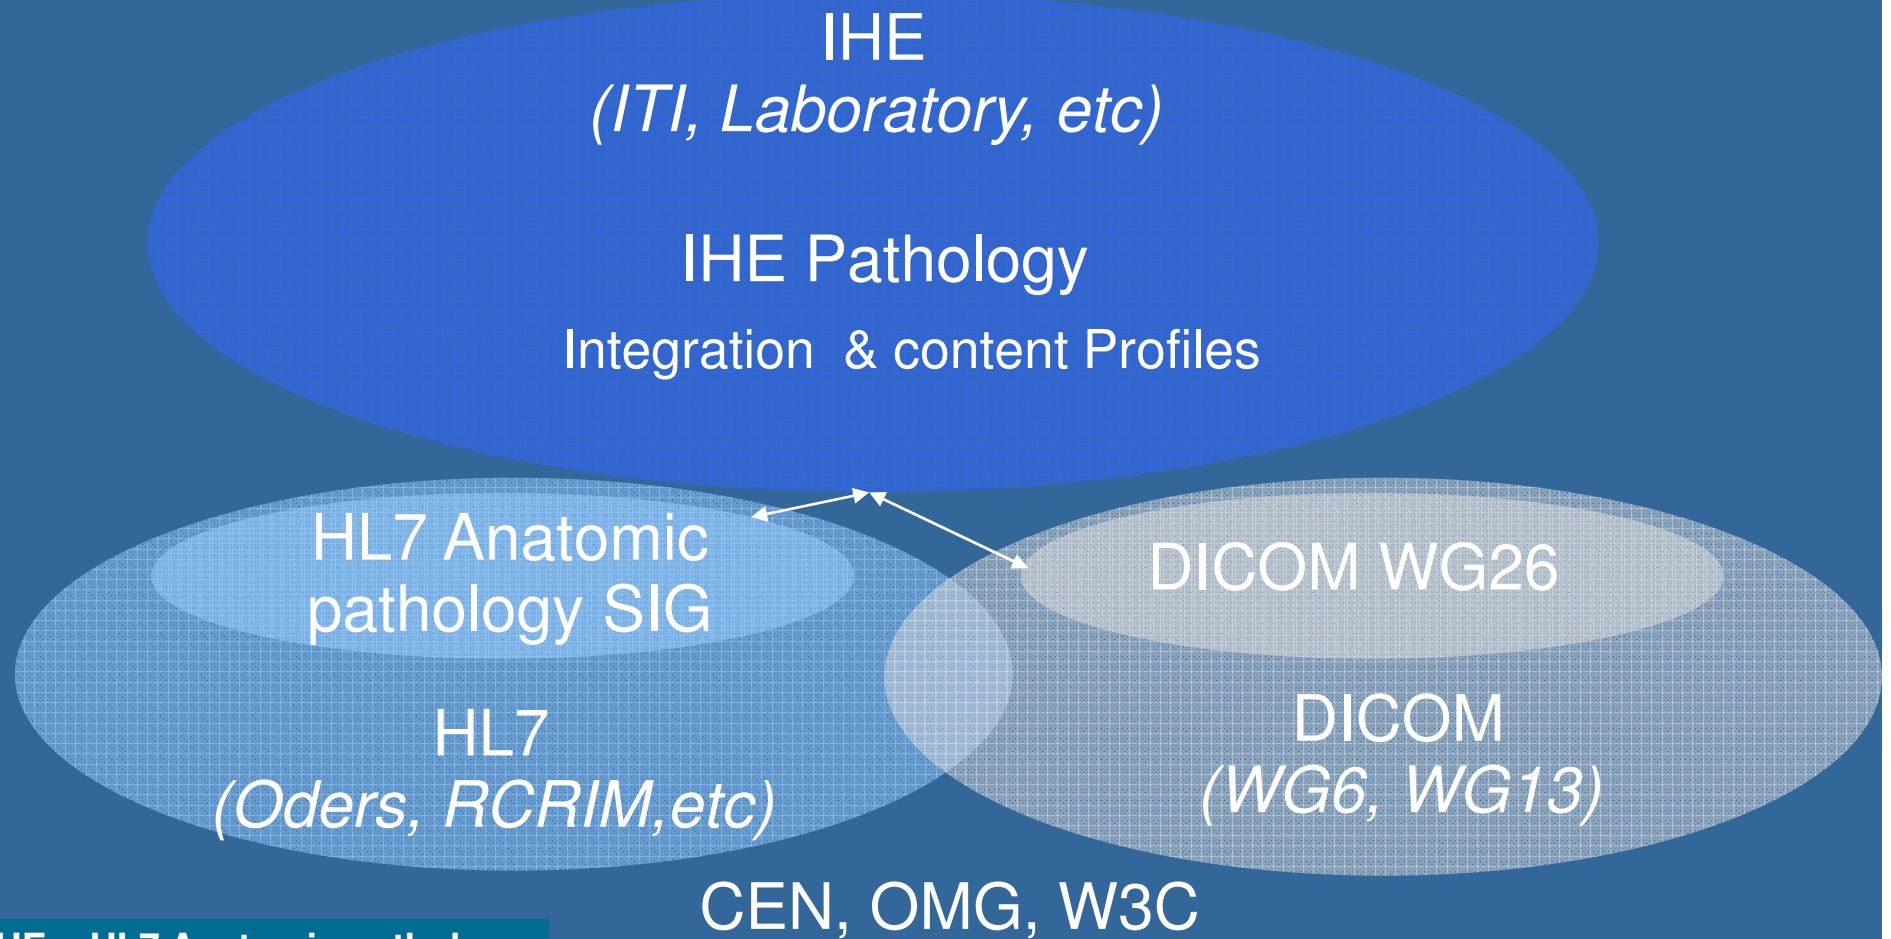 IHE
(ITI, Laboratory, etc)
IHE Pathology
Integration & content Profiles
HL7 Anatomic
pathology SIG
DICOM WG26
HL7
(Oders, RCRIM,etc)
DICOM
(WG6, WG13)
CEN, OMG, W3C